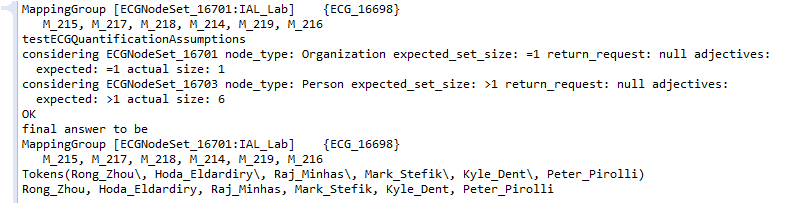 MappingGroup [ECGNodeSet_16701:IAL_Lab]    {ECG_16698}
   M_215, M_217, M_218, M_214, M_219, M_216
testECGQuantificationAssumptions
considering ECGNodeSet_16701 node_type: Organization expected_set_size: =1 return_request: null adjectives:
  expected: =1 actual size: 1
considering ECGNodeSet_16703 node_type: Person expected_set_size: >1 return_request: null adjectives:
  expected: >1 actual size: 6
OK
final answer to be
MappingGroup [ECGNodeSet_16701:IAL_Lab]    {ECG_16698}
   M_215, M_217, M_218, M_214, M_219, M_216
Tokens(Rong_Zhou\, Hoda_Eldardiry\, Raj_Minhas\, Mark_Stefik\, Kyle_Dent\, Peter_Pirolli)
Rong_Zhou, Hoda_Eldardiry, Raj_Minhas, Mark_Stefik, Kyle_Dent, Peter_Pirolli